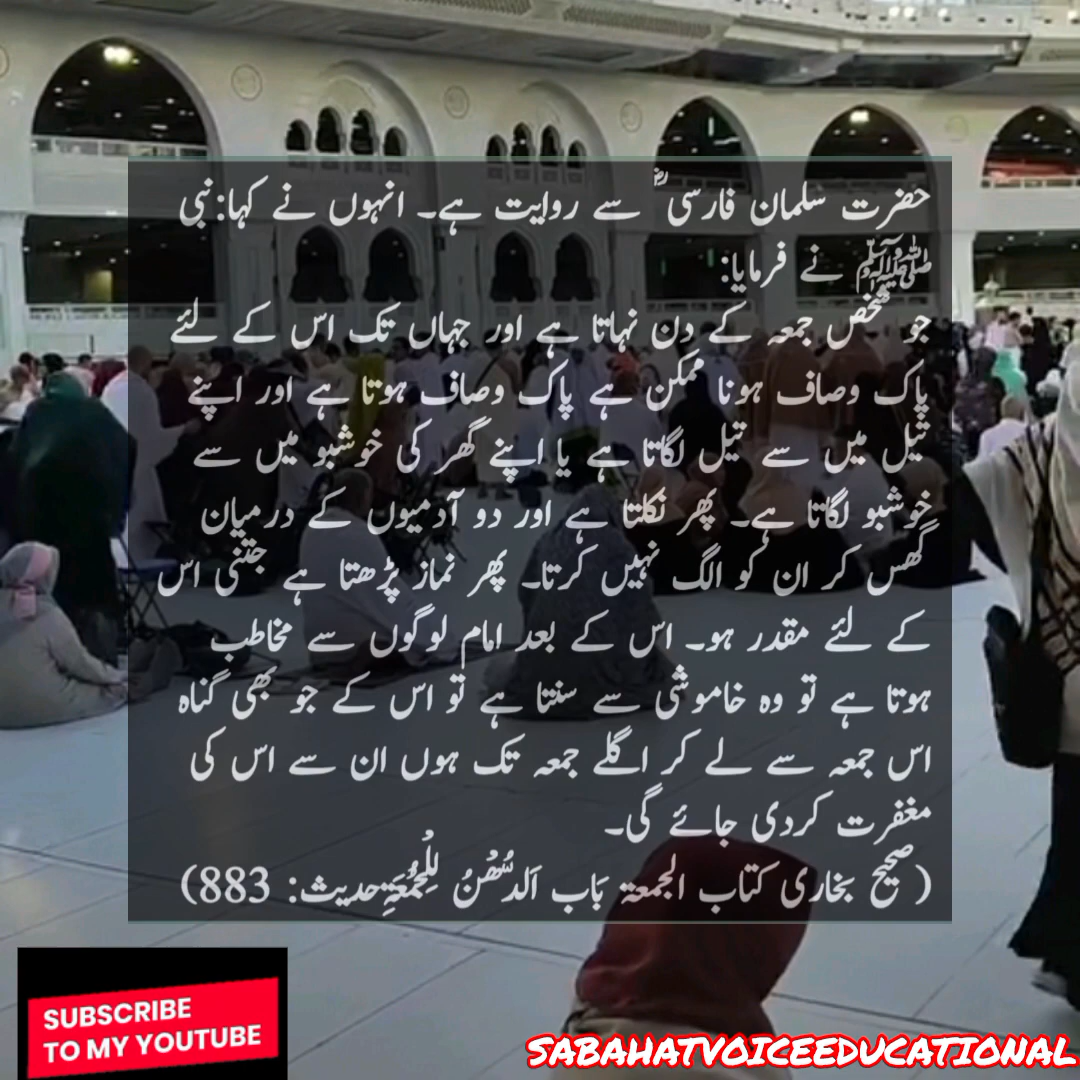 حضرت سلمان فارسی ؓ سے روایت ہے۔ انہوں نے کہا:نبی
ﷺ نے فرمایا:
جو شخص جمعہ کے دن نہاتا ہے اور جہاں تک اس کے لئے
پاک وصاف ہونا ممکن ہے پاک وصاف ہوتا ہے اور اپنے
تیل میں سے تیل لگاتا ہے یا اپنے گھر کی خوشبو میں سے
خوشبو لگاتا ہے۔ پھر نکلتا ہے اور دو آدمیوں کے درمیان
گھس کر ان کو الگ نہیں کرتا۔ پھر نماز پڑھتا ہے جتنی اس
کے لئے مقدر ہو۔ اس کے بعد امام لوگوں سے مخاطب
ہوتا ہے تو وہ خاموشی سے سنتا ہے تو اس کے جو بھی گناہ
اس جمعہ سے لے کر اگلے جمعہ تک ہوں ان سے اس کی
مغفرت کردی جائے گی۔
(صحیح بخاری کتاب الجمعۃ بَاب اَلدُّھْنُ لِلْجُمُعَۃِحدیث: 883)
SUBSCRIBE
TO MY YOUTUBE
SABAHATVOICEEDUCATIONAL